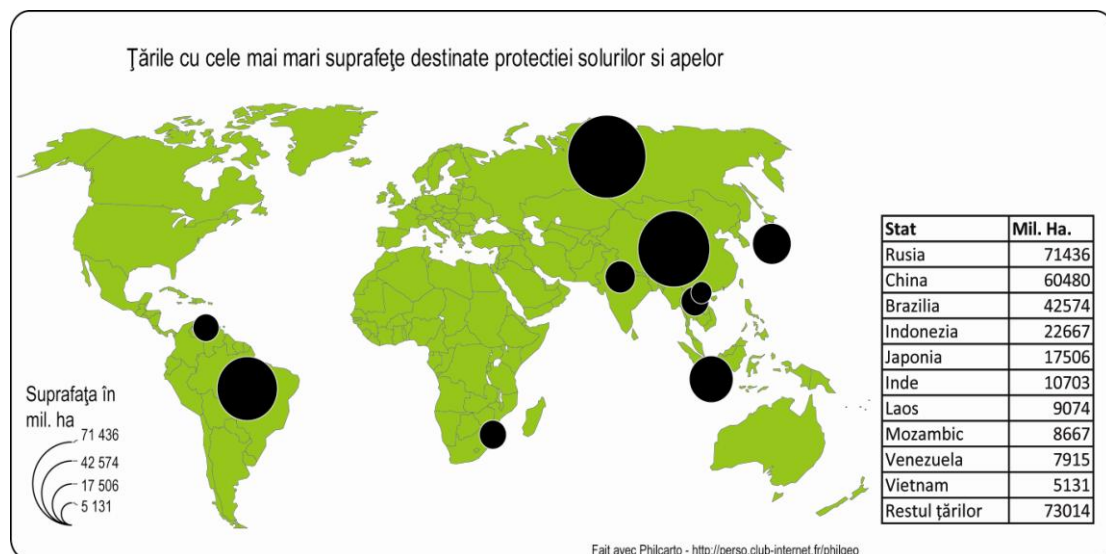 Ţările cu cele mai mari suprafeţe destinate protectiei solurilor si apelor
Suprafaţa în
mil. ha
71 436
42 574
17 506
5 131
Stat Mil. Ha.
Rusia 71436
China 60480
Brazilia 42574
Indonezia 22667
Japonia 17506
Inde 10703
Laos 9074
Mozambic 8667
Venezuela 7915
Vietnam 5131
Restul țărilor 73014
Fait avec Philcarto - http://perso.club-internet.fr/philgeo